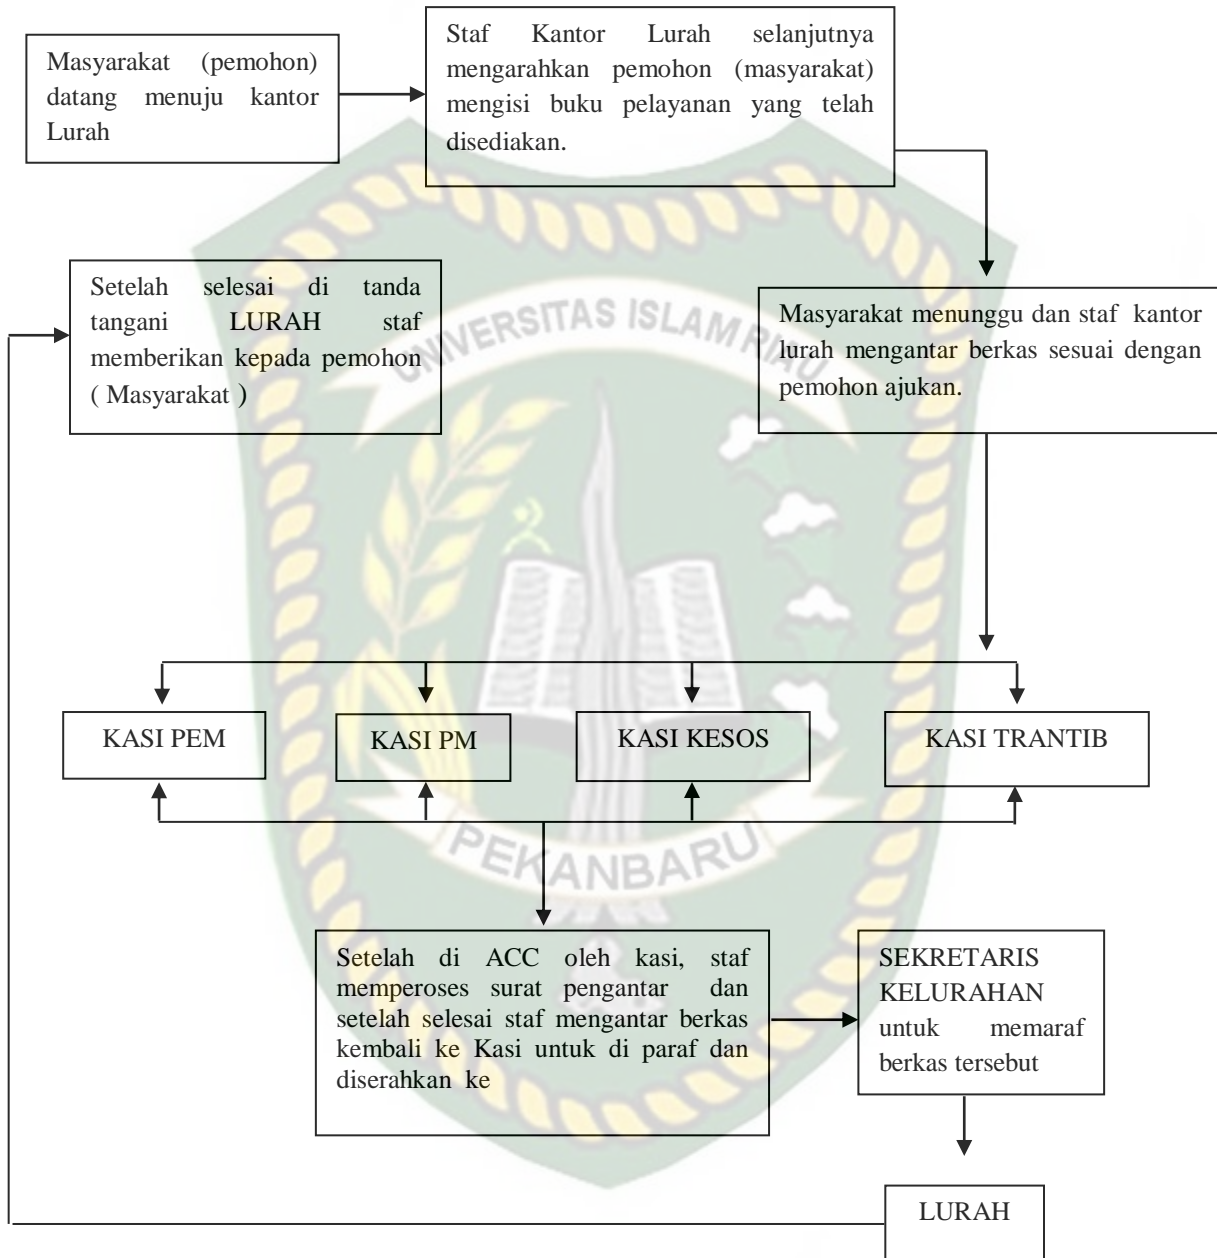 Masyarakat (pemohon)
datang menuju kantor
Lurah
Staf Kantor Lurah selanjutnya
mengarahkan pemohon (masyarakat)
mengisi buku pelayanan yang telah
disediakan.
Setelah selesai di tanda
tangani LURAH staf
memberikan kepada pemohon
( Masyarakat )
Masyarakat menunggu dan staf kantor
lurah mengantar berkas sesuai dengan
pemohon ajukan.
UNIVERSITAS ISLAM RIAU
KASI PEM
KASI PM
KASI KESOS
KASI TRANTIB
PEKANBARU
Setelah di ACC oleh kasi, staf
memperoses surat pengantar dan
setelah selesai staf mengantar berkas
kembali ke Kasi untuk di paraf dan
diserahkan ke
SEKRETARIS
KELURAHAN
untuk memaraf
berkas tersebut
LURAH